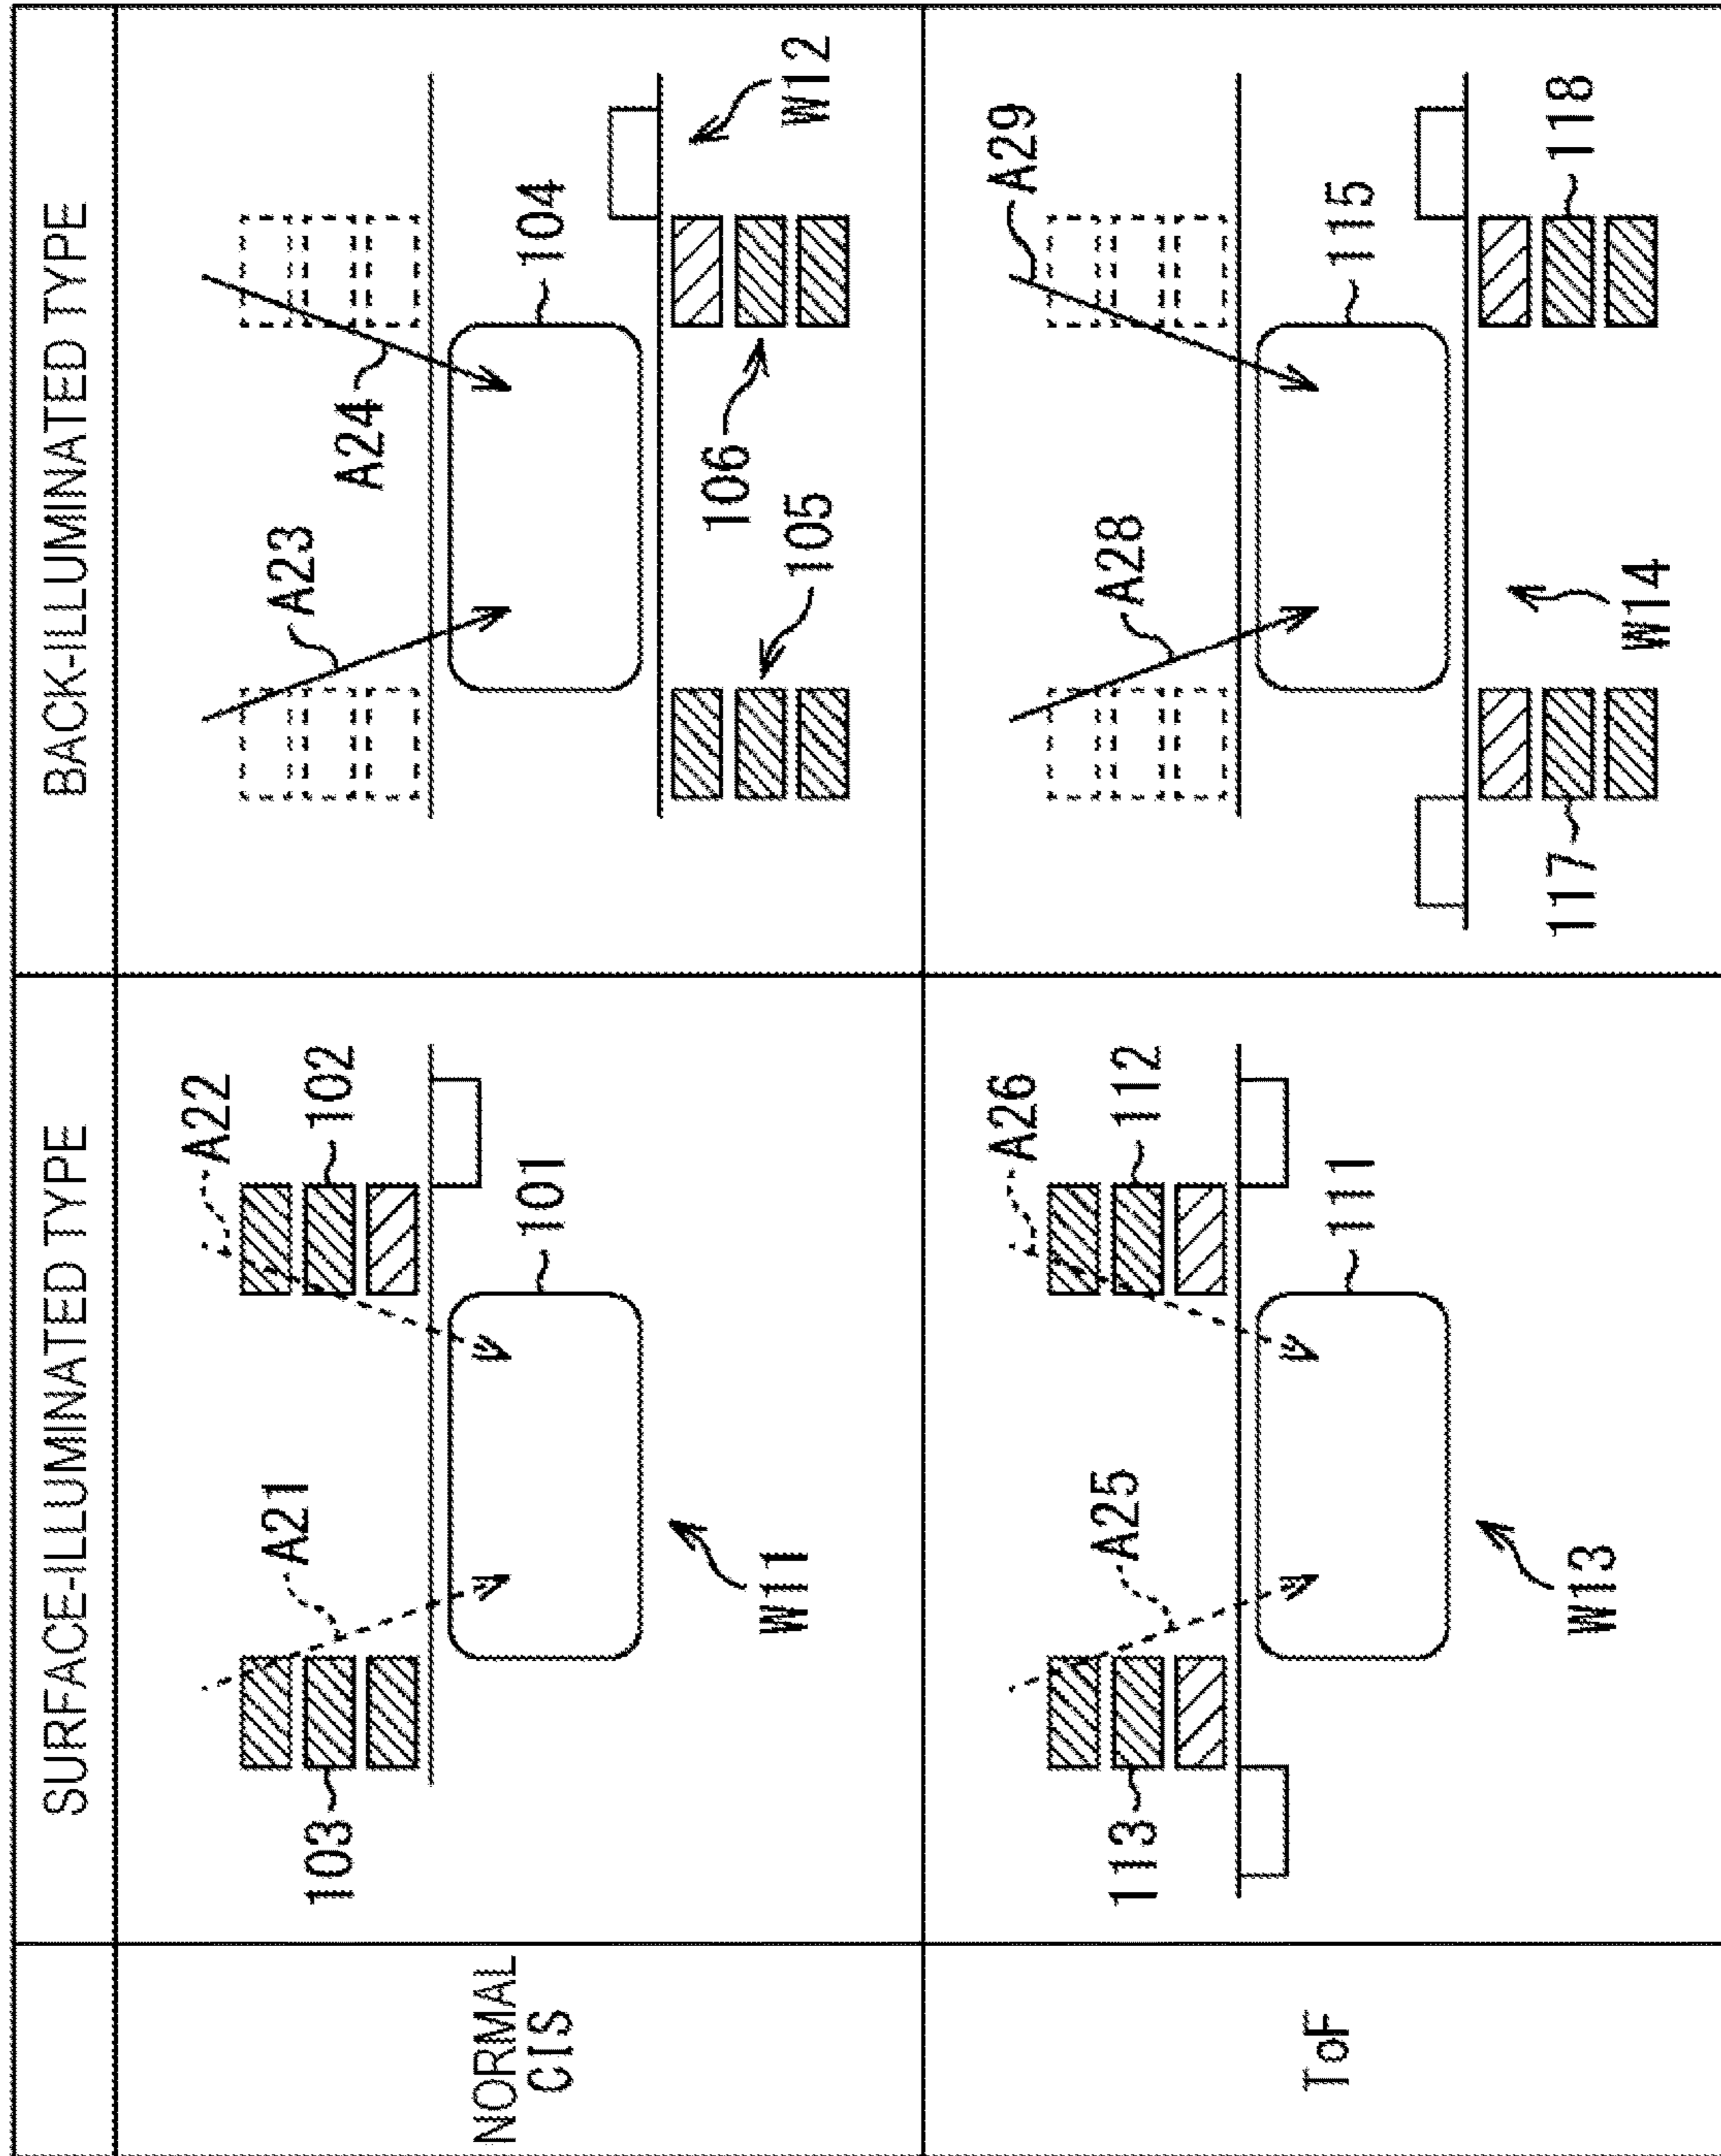 SURFACE-ILLUMINATED TYPE
BACK-ILLUMINATED TYPE
NORMAL
CIS
A21
A22
103
102
101
W11
A23
A24
104
106
105
W12
ToF
A25
A26
113
112
111
W13
A28
A29
115
117
118
W14